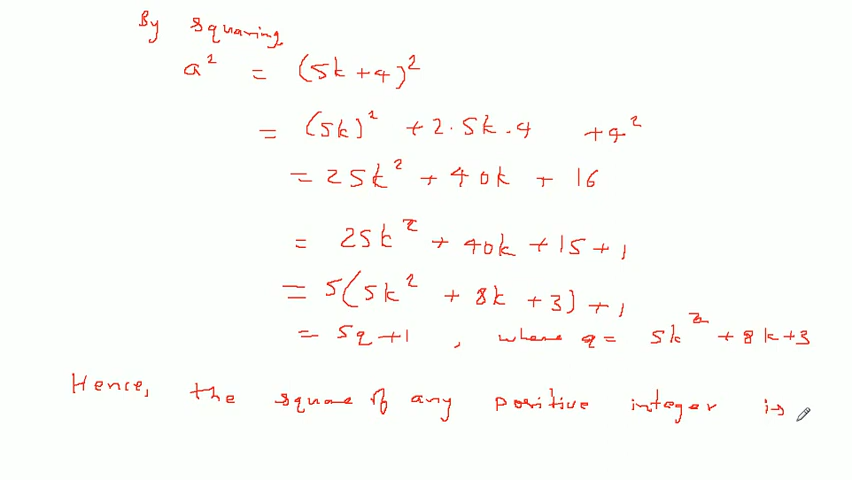 By squaring
a² = (5k+4)²
= (5k)² + 2·5k·4 + 4²
= 25k² + 40k + 16
= 25k² + 40k + 15 + 1
= 5(5k² + 8k + 3) + 1
= 5q+1 , where q = 5k² + 8k+3
Hence, the square of any positive integer is